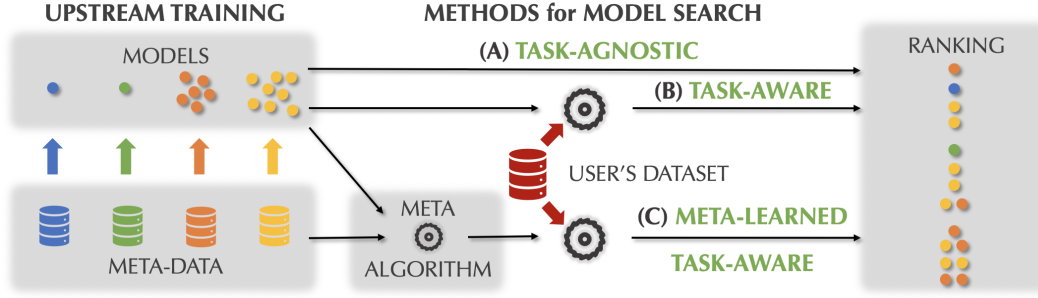 UPSTREAM TRAINING
METHODS for MODEL SEARCH
MODELS
(A) TASK-AGNOSTIC
RANKING
(B) TASK-AWARE
USER'S DATASET
META
ALGORITHM
(C) META-LEARNED
TASK-AWARE
META-DATA